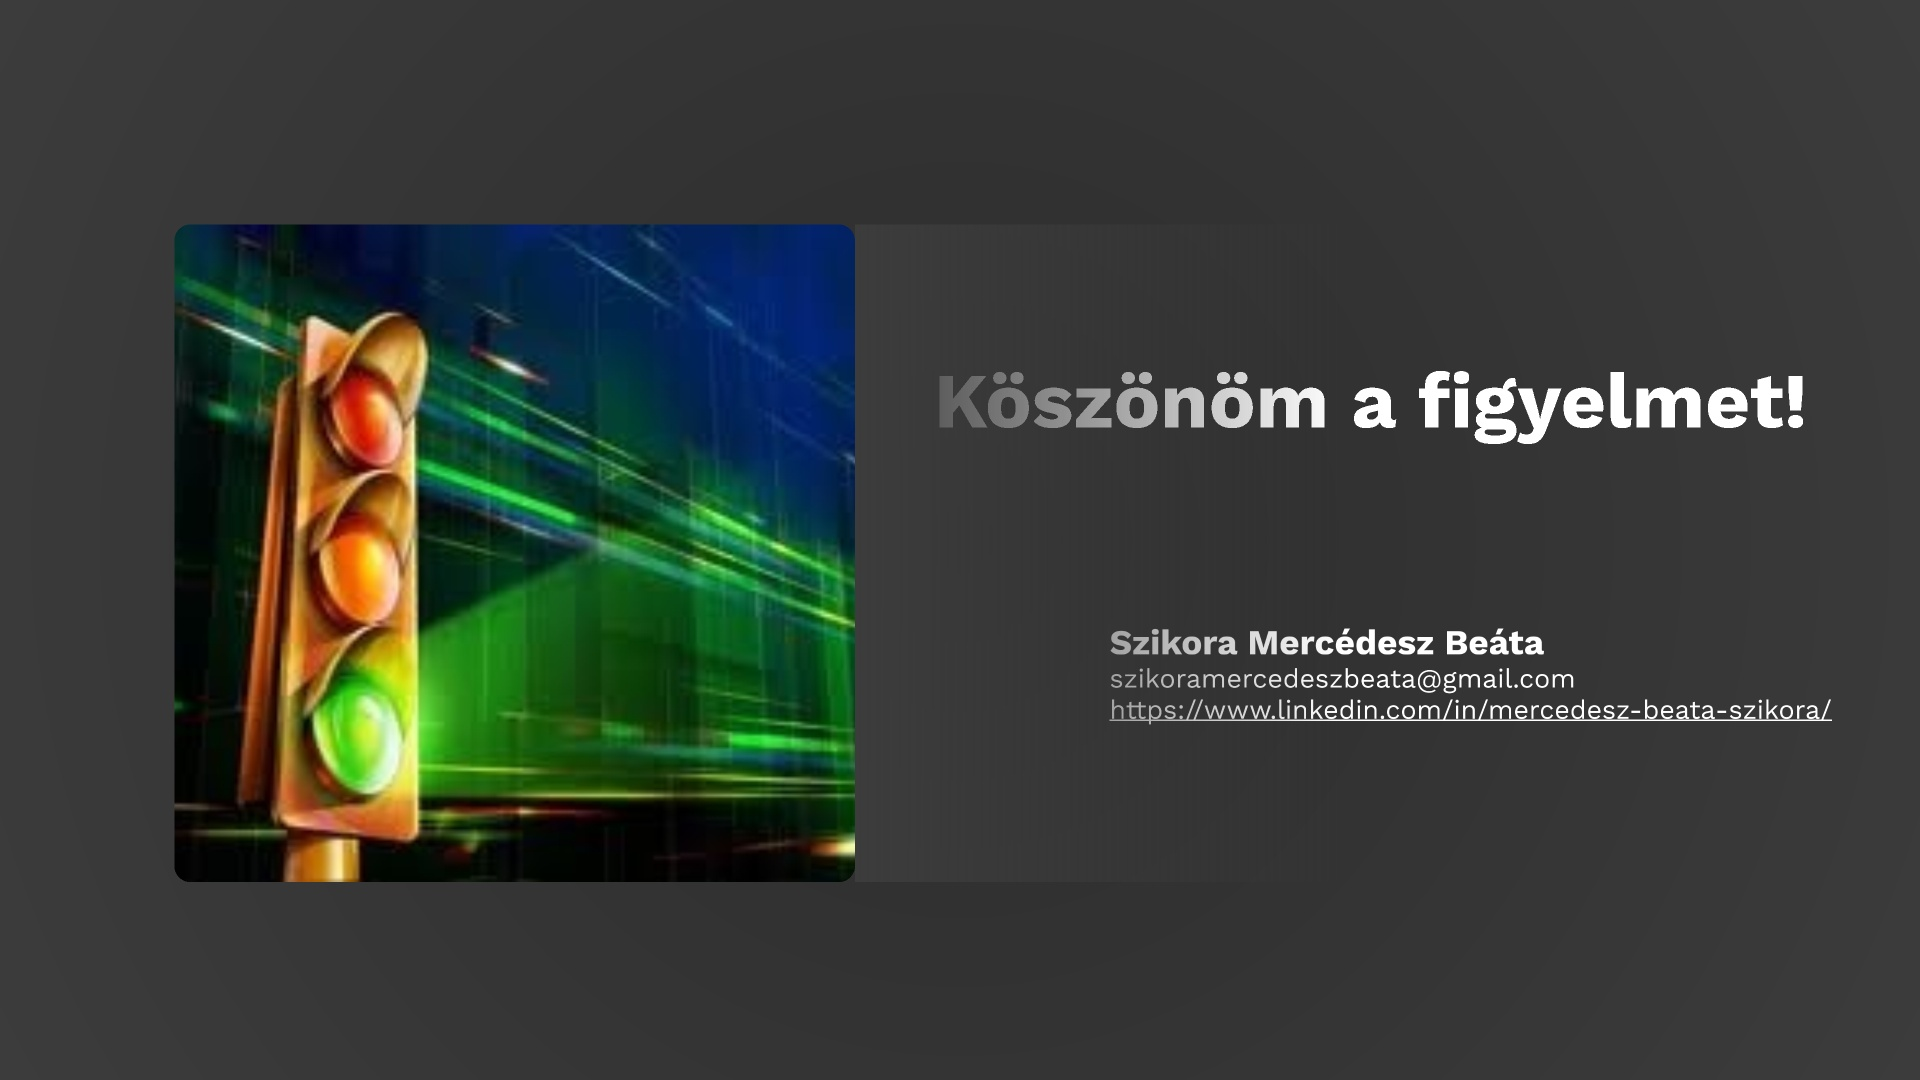 Köszönöm a figyelmet!
Szikora Mercédesz Beáta
szikoramercedeszbeata@gmail.com
https://www.linkedin.com/in/mercedesz-beata-szikora/